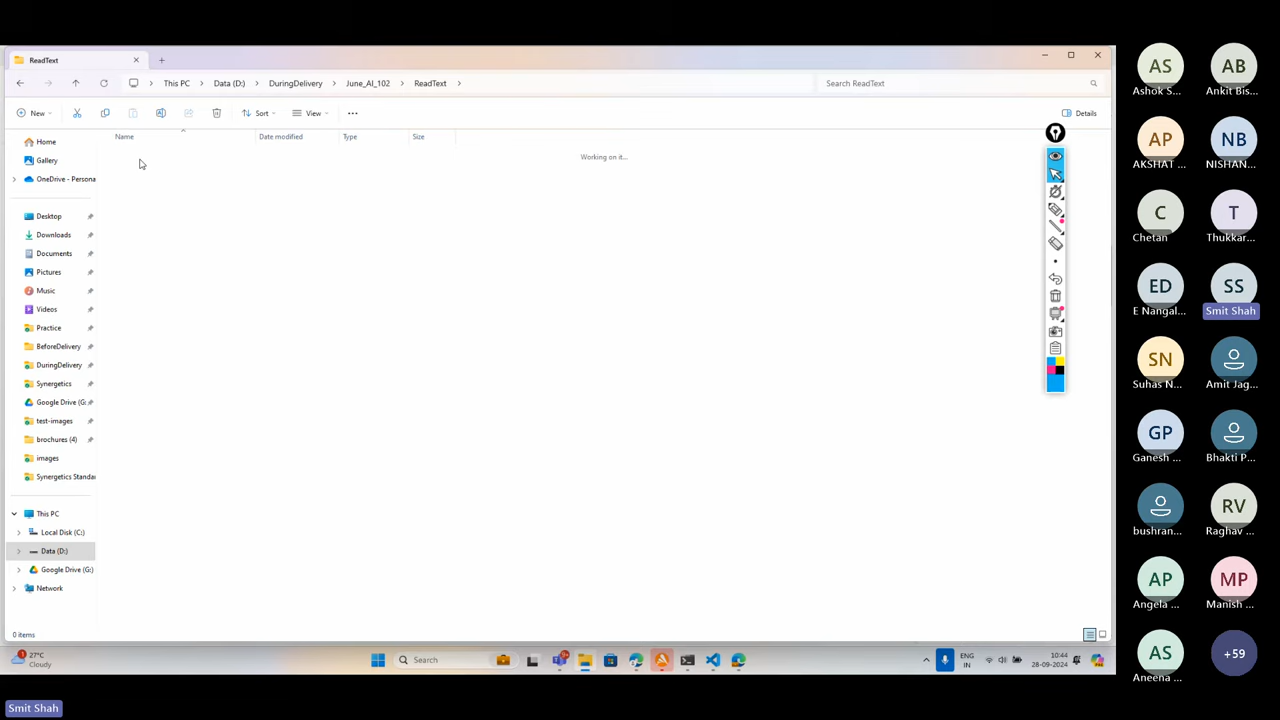 ReadText
This PC > Data (D:) > DuringDelivery > June_AI_102 > ReadText >
Search ReadText
New
Sort
View
Details
Name
Date modified
Type
Size
Working on it...
Home
Gallery
OneDrive - Persona
Desktop
Downloads
Documents
Pictures
Music
Videos
Practice
BeforeDelivery
DuringDelivery
Synergetics
Google Drive (G:
test-images
brochures (4)
images
Synergetics Standa
This PC
Local Disk (C:)
Data (D:)
Google Drive (G:)
Network
0 items
27°C
Cloudy
Search
ENG
IN
10:44
28-09-2024
AS
Ashok S...
AB
Ankit Bis...
AP
AKSHAT ...
NB
NISHAN...
C
Chetan
T
Thukkar...
ED
E Nangal...
SS
Smit Shah
SN
Suhas N...
Amit Jag...
GP
Ganesh ...
Bhakti P...
bushran...
RV
Raghav ...
AP
Angela ...
MP
Manish ...
AS
Aneena ...
+59
Smit Shah